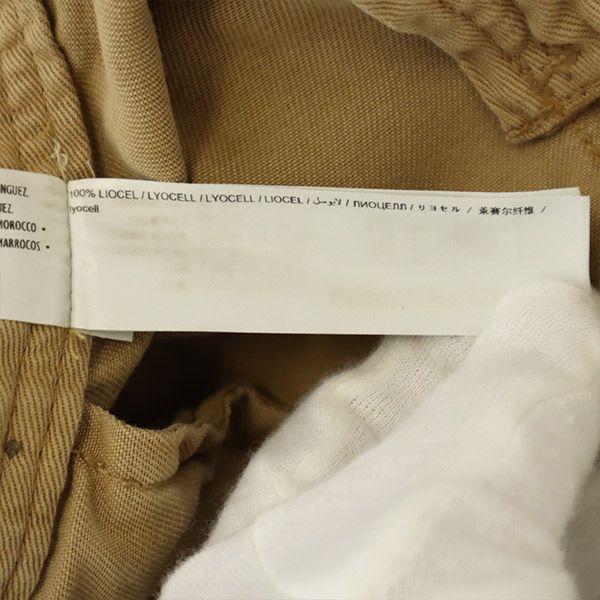 NGUEZ.
UEZ.
MOROCCO •
MARROCOS •
100% LIOCEL / LYOCELL / LYOCELL / LIOCEL / ليوسل / ЛИОЦЕЛЛ / リヨセル / 莱赛尔纤维 /
lyocell